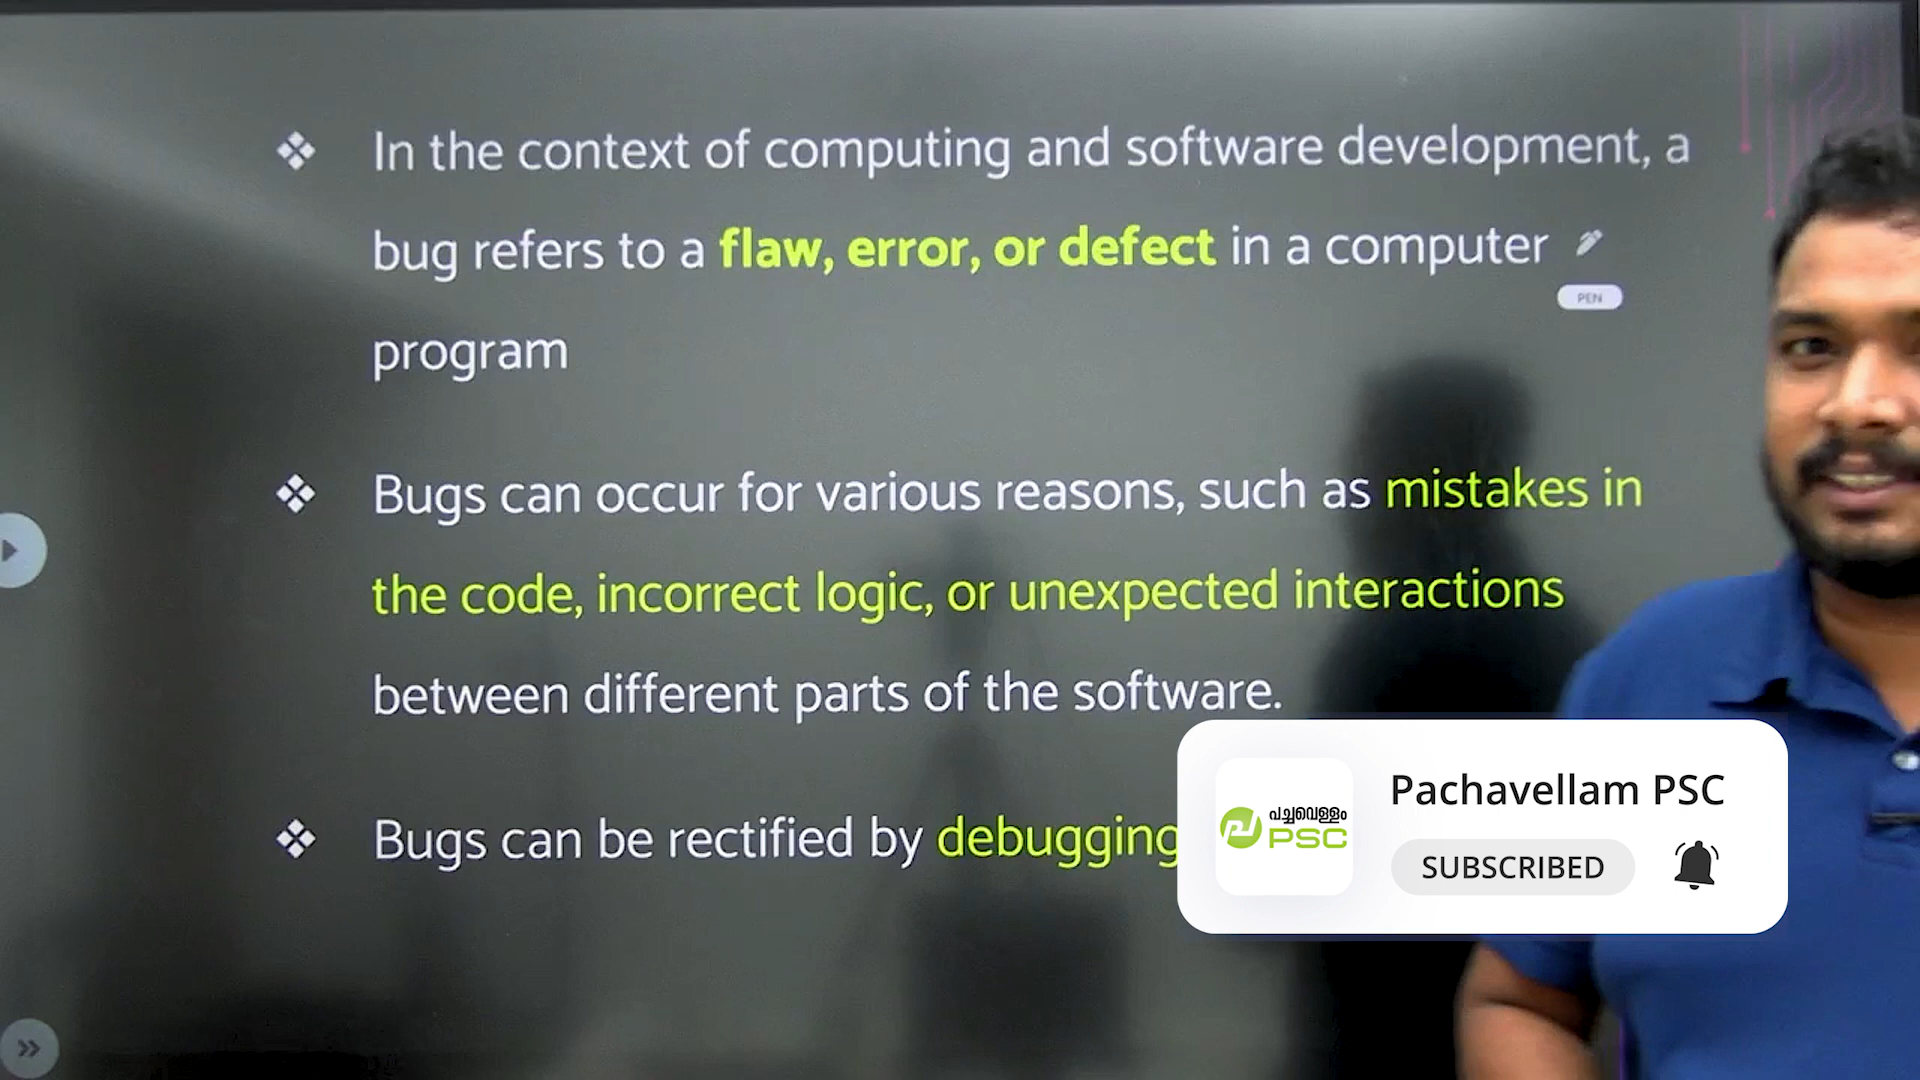 In the context of computing and software development, a
bug refers to a flaw, error, or defect in a computer
PEN
program
Bugs can occur for various reasons, such as mistakes in
the code, incorrect logic, or unexpected interactions
between different parts of the software.
Bugs can be rectified by debugging
Pachavellam PSC
പച്ചവെള്ളം
PSC
SUBSCRIBED